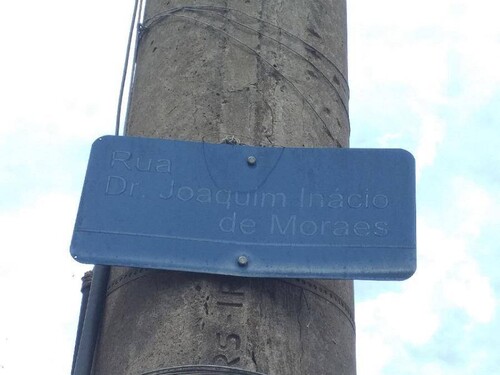 Rua
Dr. Joaquim Inácio
de Moraes